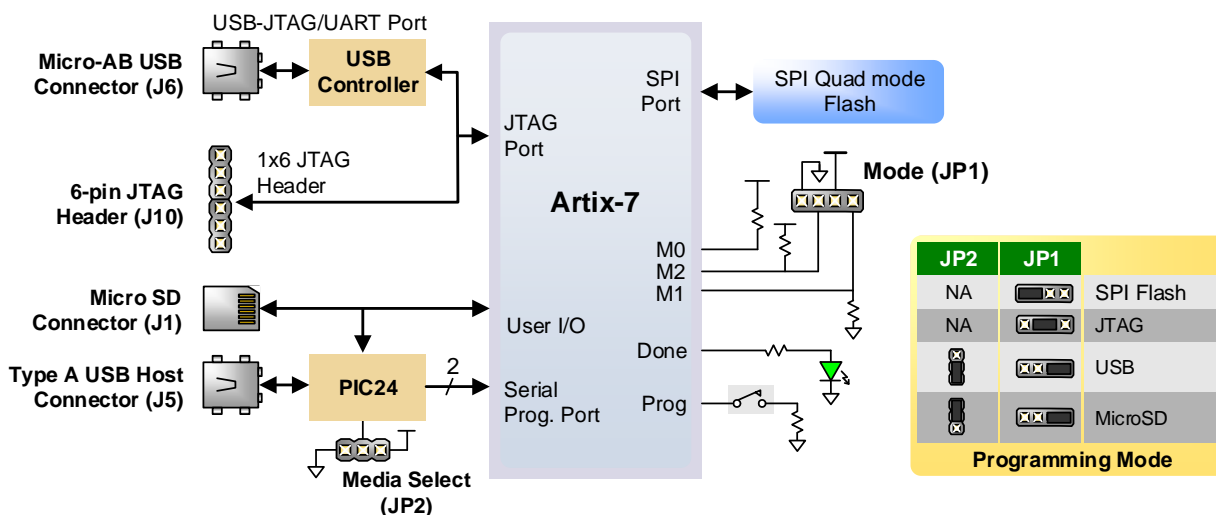 USB-JTAG/UART Port
Micro-AB USB
Connector (J6)
USB
Controller
6-pin JTAG
Header (J10)
1x6 JTAG
Header
Micro SD
Connector (J1)
Type A USB Host
Connector (J5)
PIC24
2
Media Select
(JP2)
JTAG
Port
User I/O
Serial
Prog. Port
Artix-7
SPI
Port
M0
M2
M1
Done
Prog
SPI Quad mode
Flash
Mode (JP1)
JP2 JP1
NA SPI Flash
NA JTAG
USB
MicroSD
Programming Mode